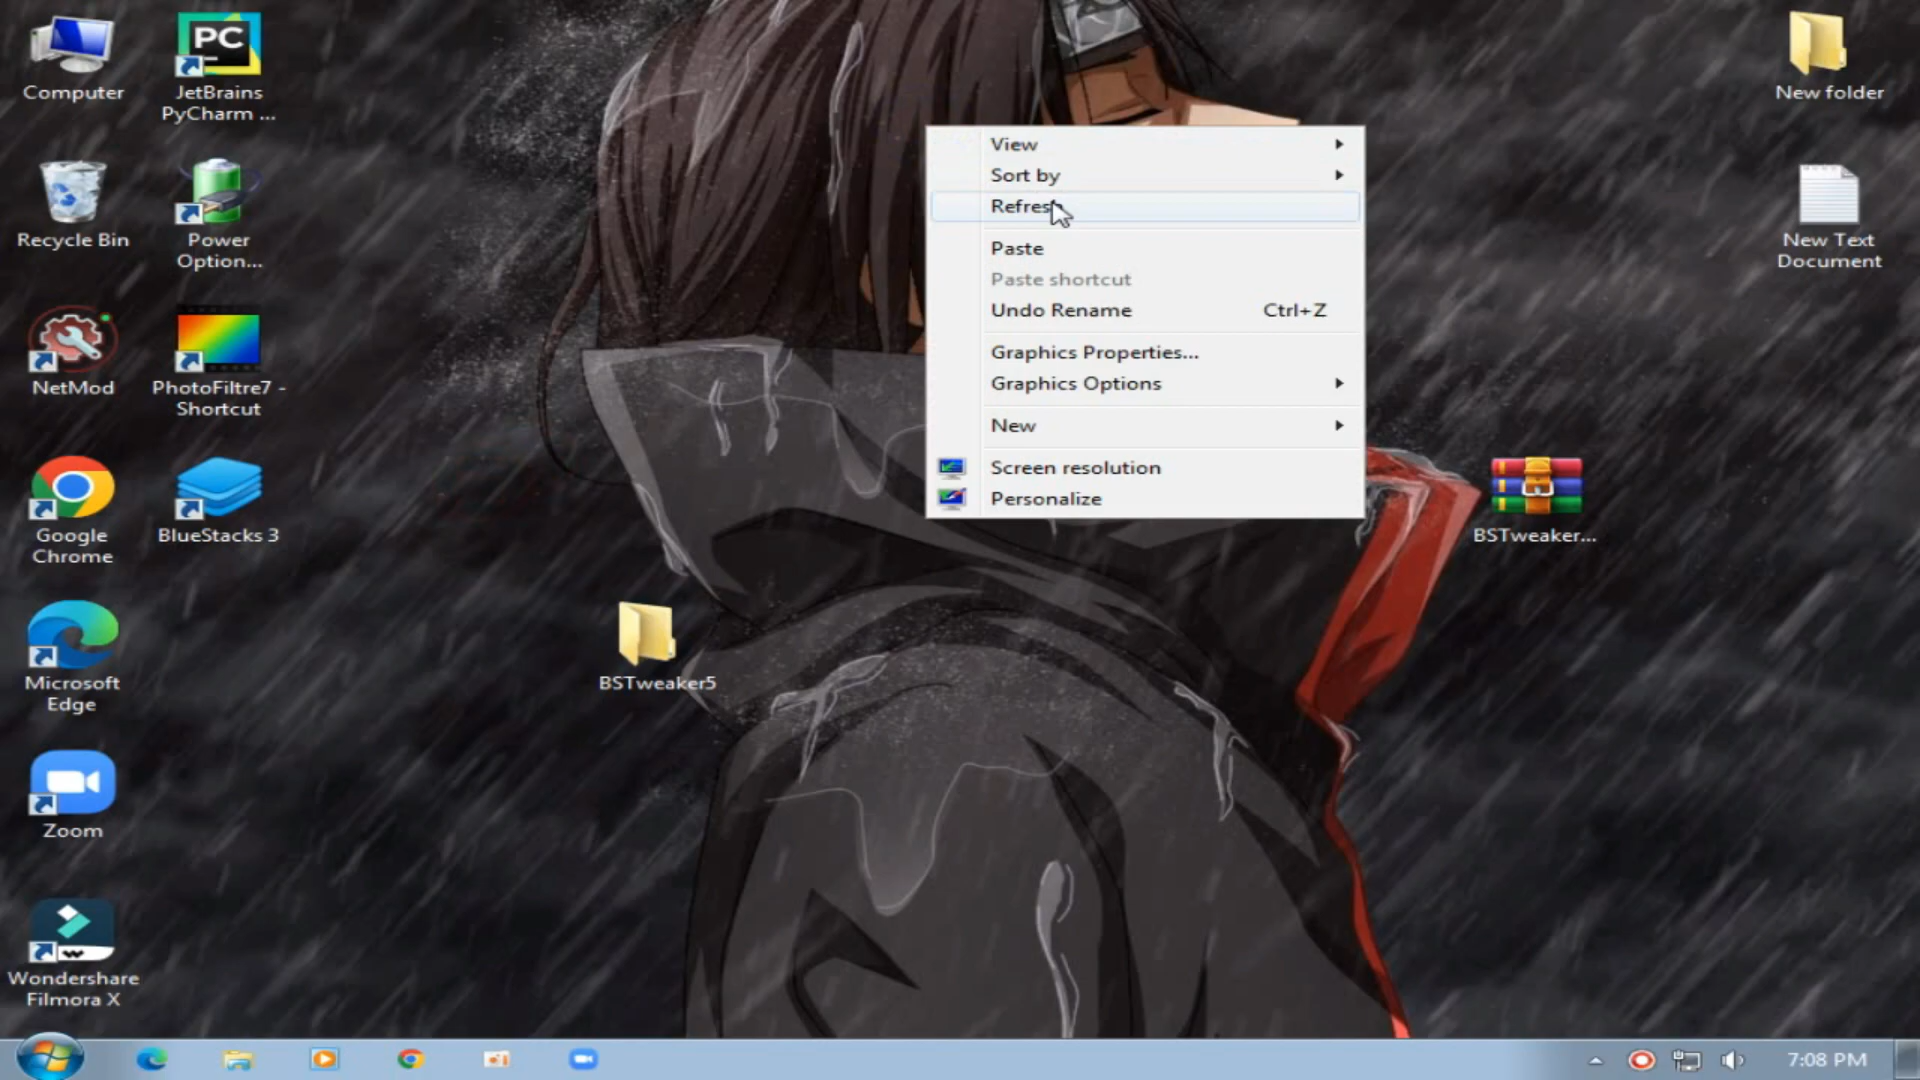 Computer
JetBrains
PyCharm ...
Recycle Bin
Power
Option...
NetMod
PhotoFiltre7 -
Shortcut
Google
Chrome
BlueStacks 3
Microsoft
Edge
Zoom
Wondershare
Filmora X
PC
View
Sort by
Refresh
Paste
Paste shortcut
Undo Rename Ctrl+Z
Graphics Properties...
Graphics Options
New
Screen resolution
Personalize
BSTweaker5
BSTweaker...
New folder
New Text
Document
7:08 PM